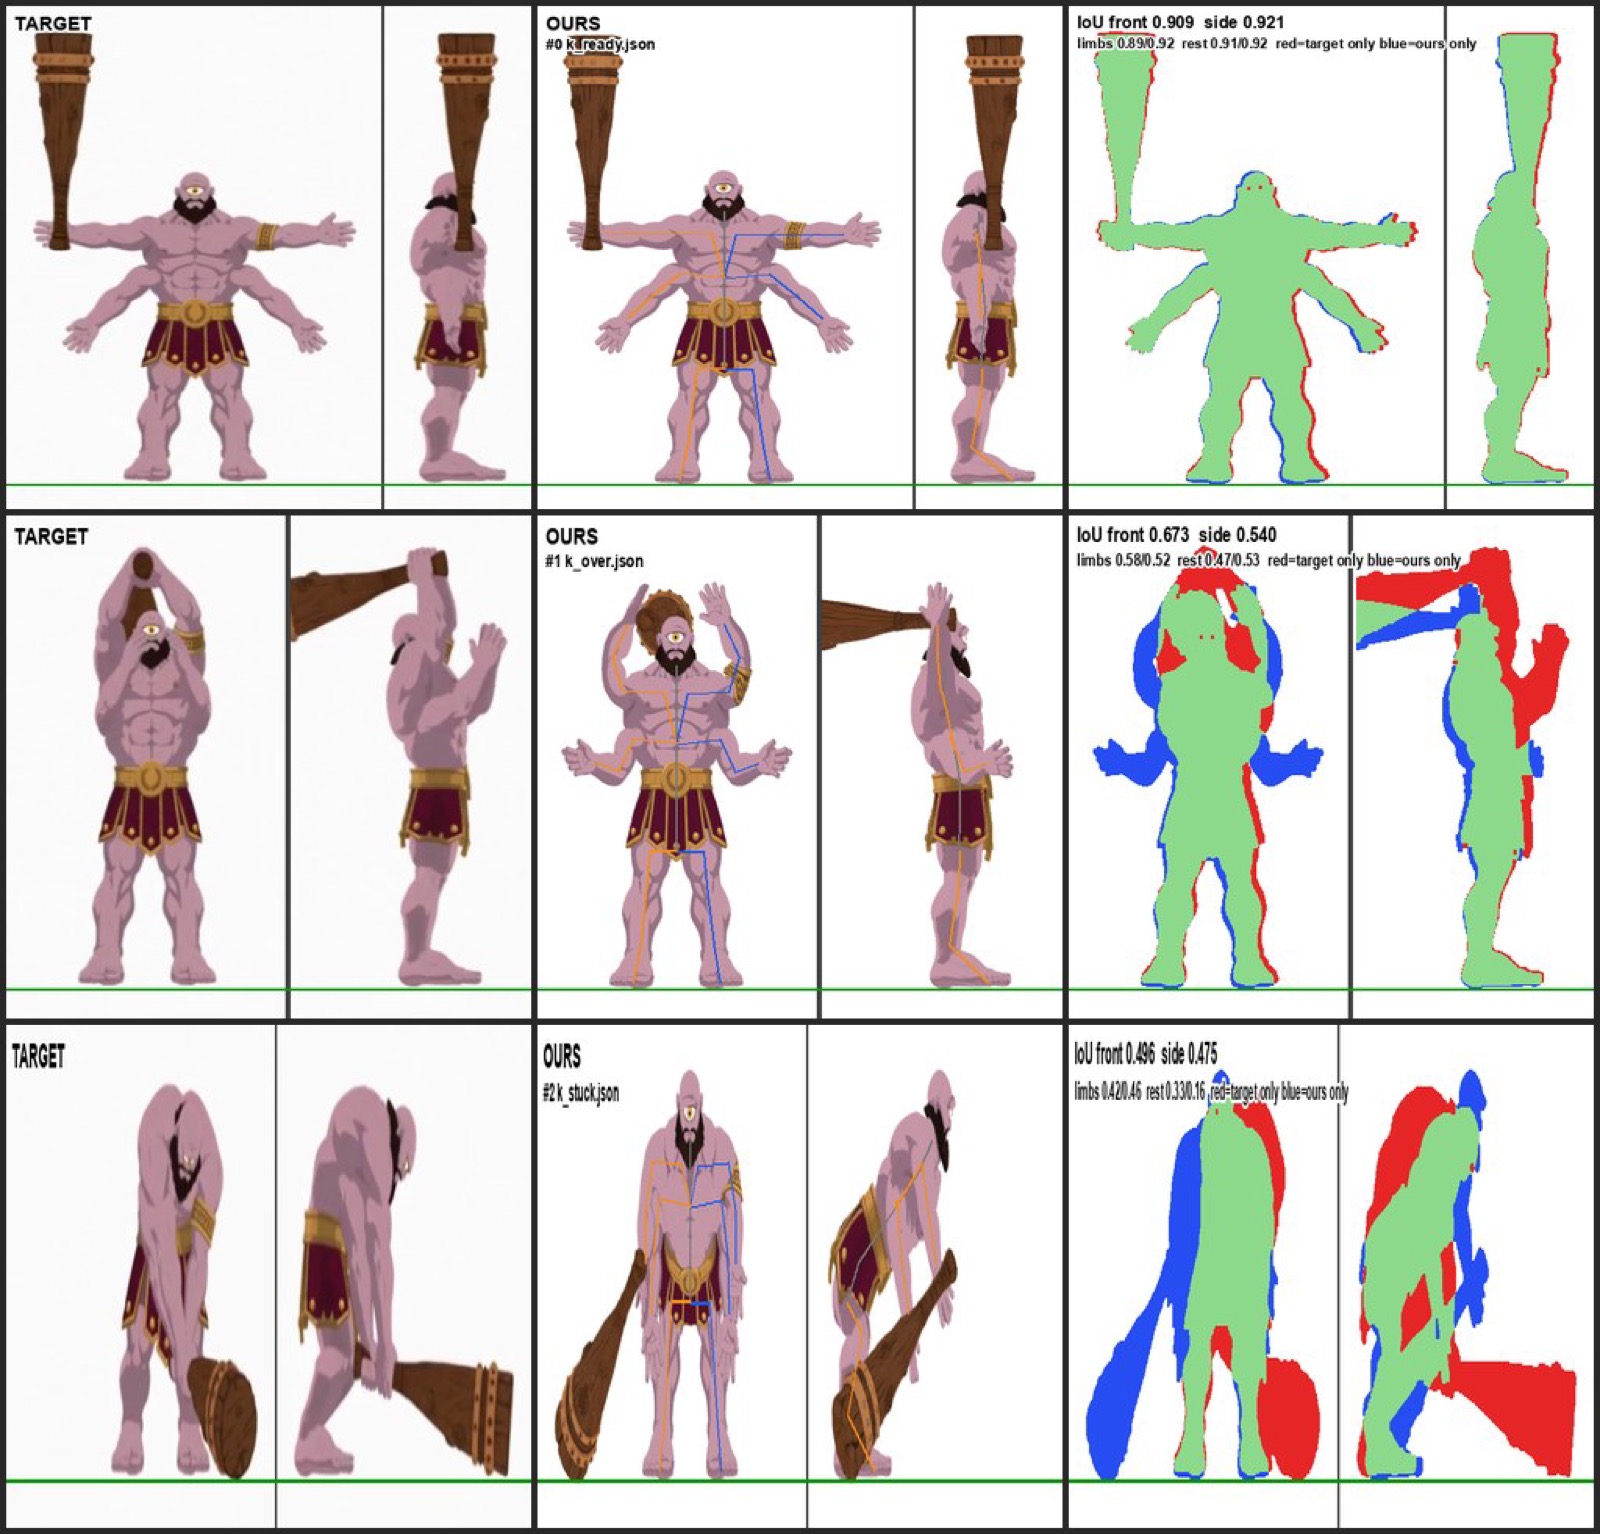 TARGET
OURS
#0 k_ready.json
IoU front 0.909 side 0.921
limbs 0.89/0.92 rest 0.91/0.92 red=target only blue=ours only
TARGET
OURS
#1 k_over.json
IoU front 0.673 side 0.540
limbs 0.58/0.52 rest 0.47/0.53 red=target only blue=ours only
TARGET
OURS
#2 k_stuck.json
IoU front 0.496 side 0.475
limbs 0.42/0.46 rest 0.33/0.16 red=target only blue=ours only